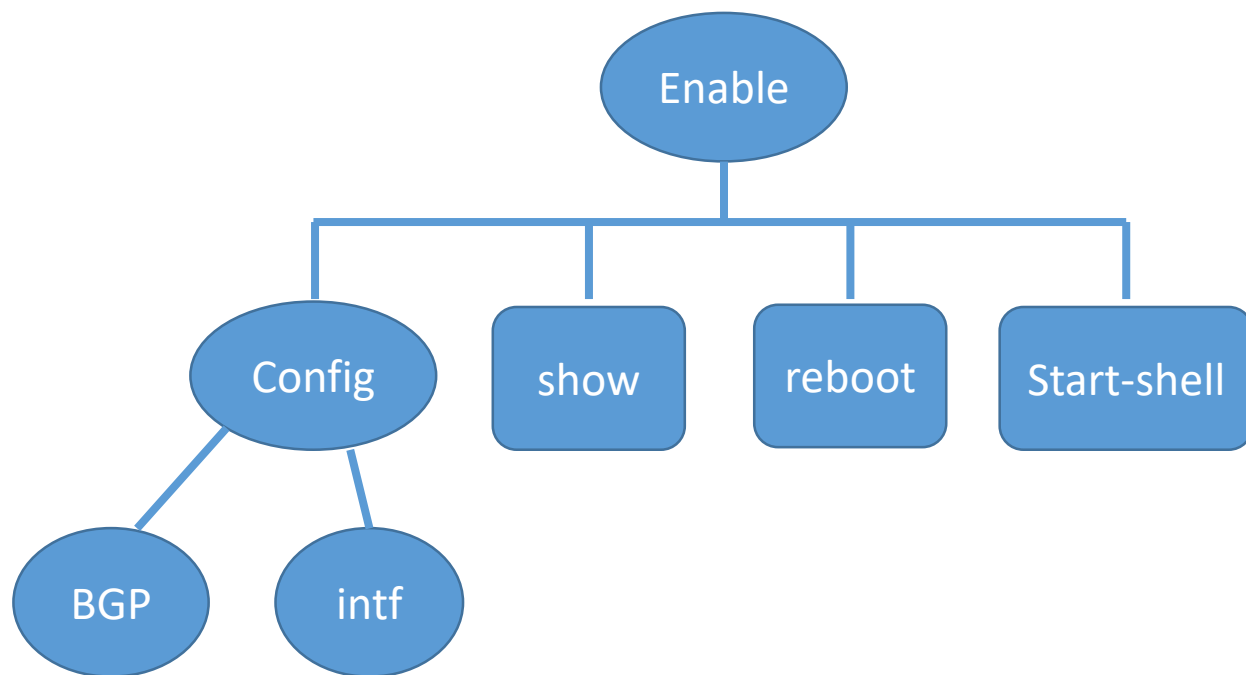 Enable
Config
show
reboot
Start-shell
BGP
intf